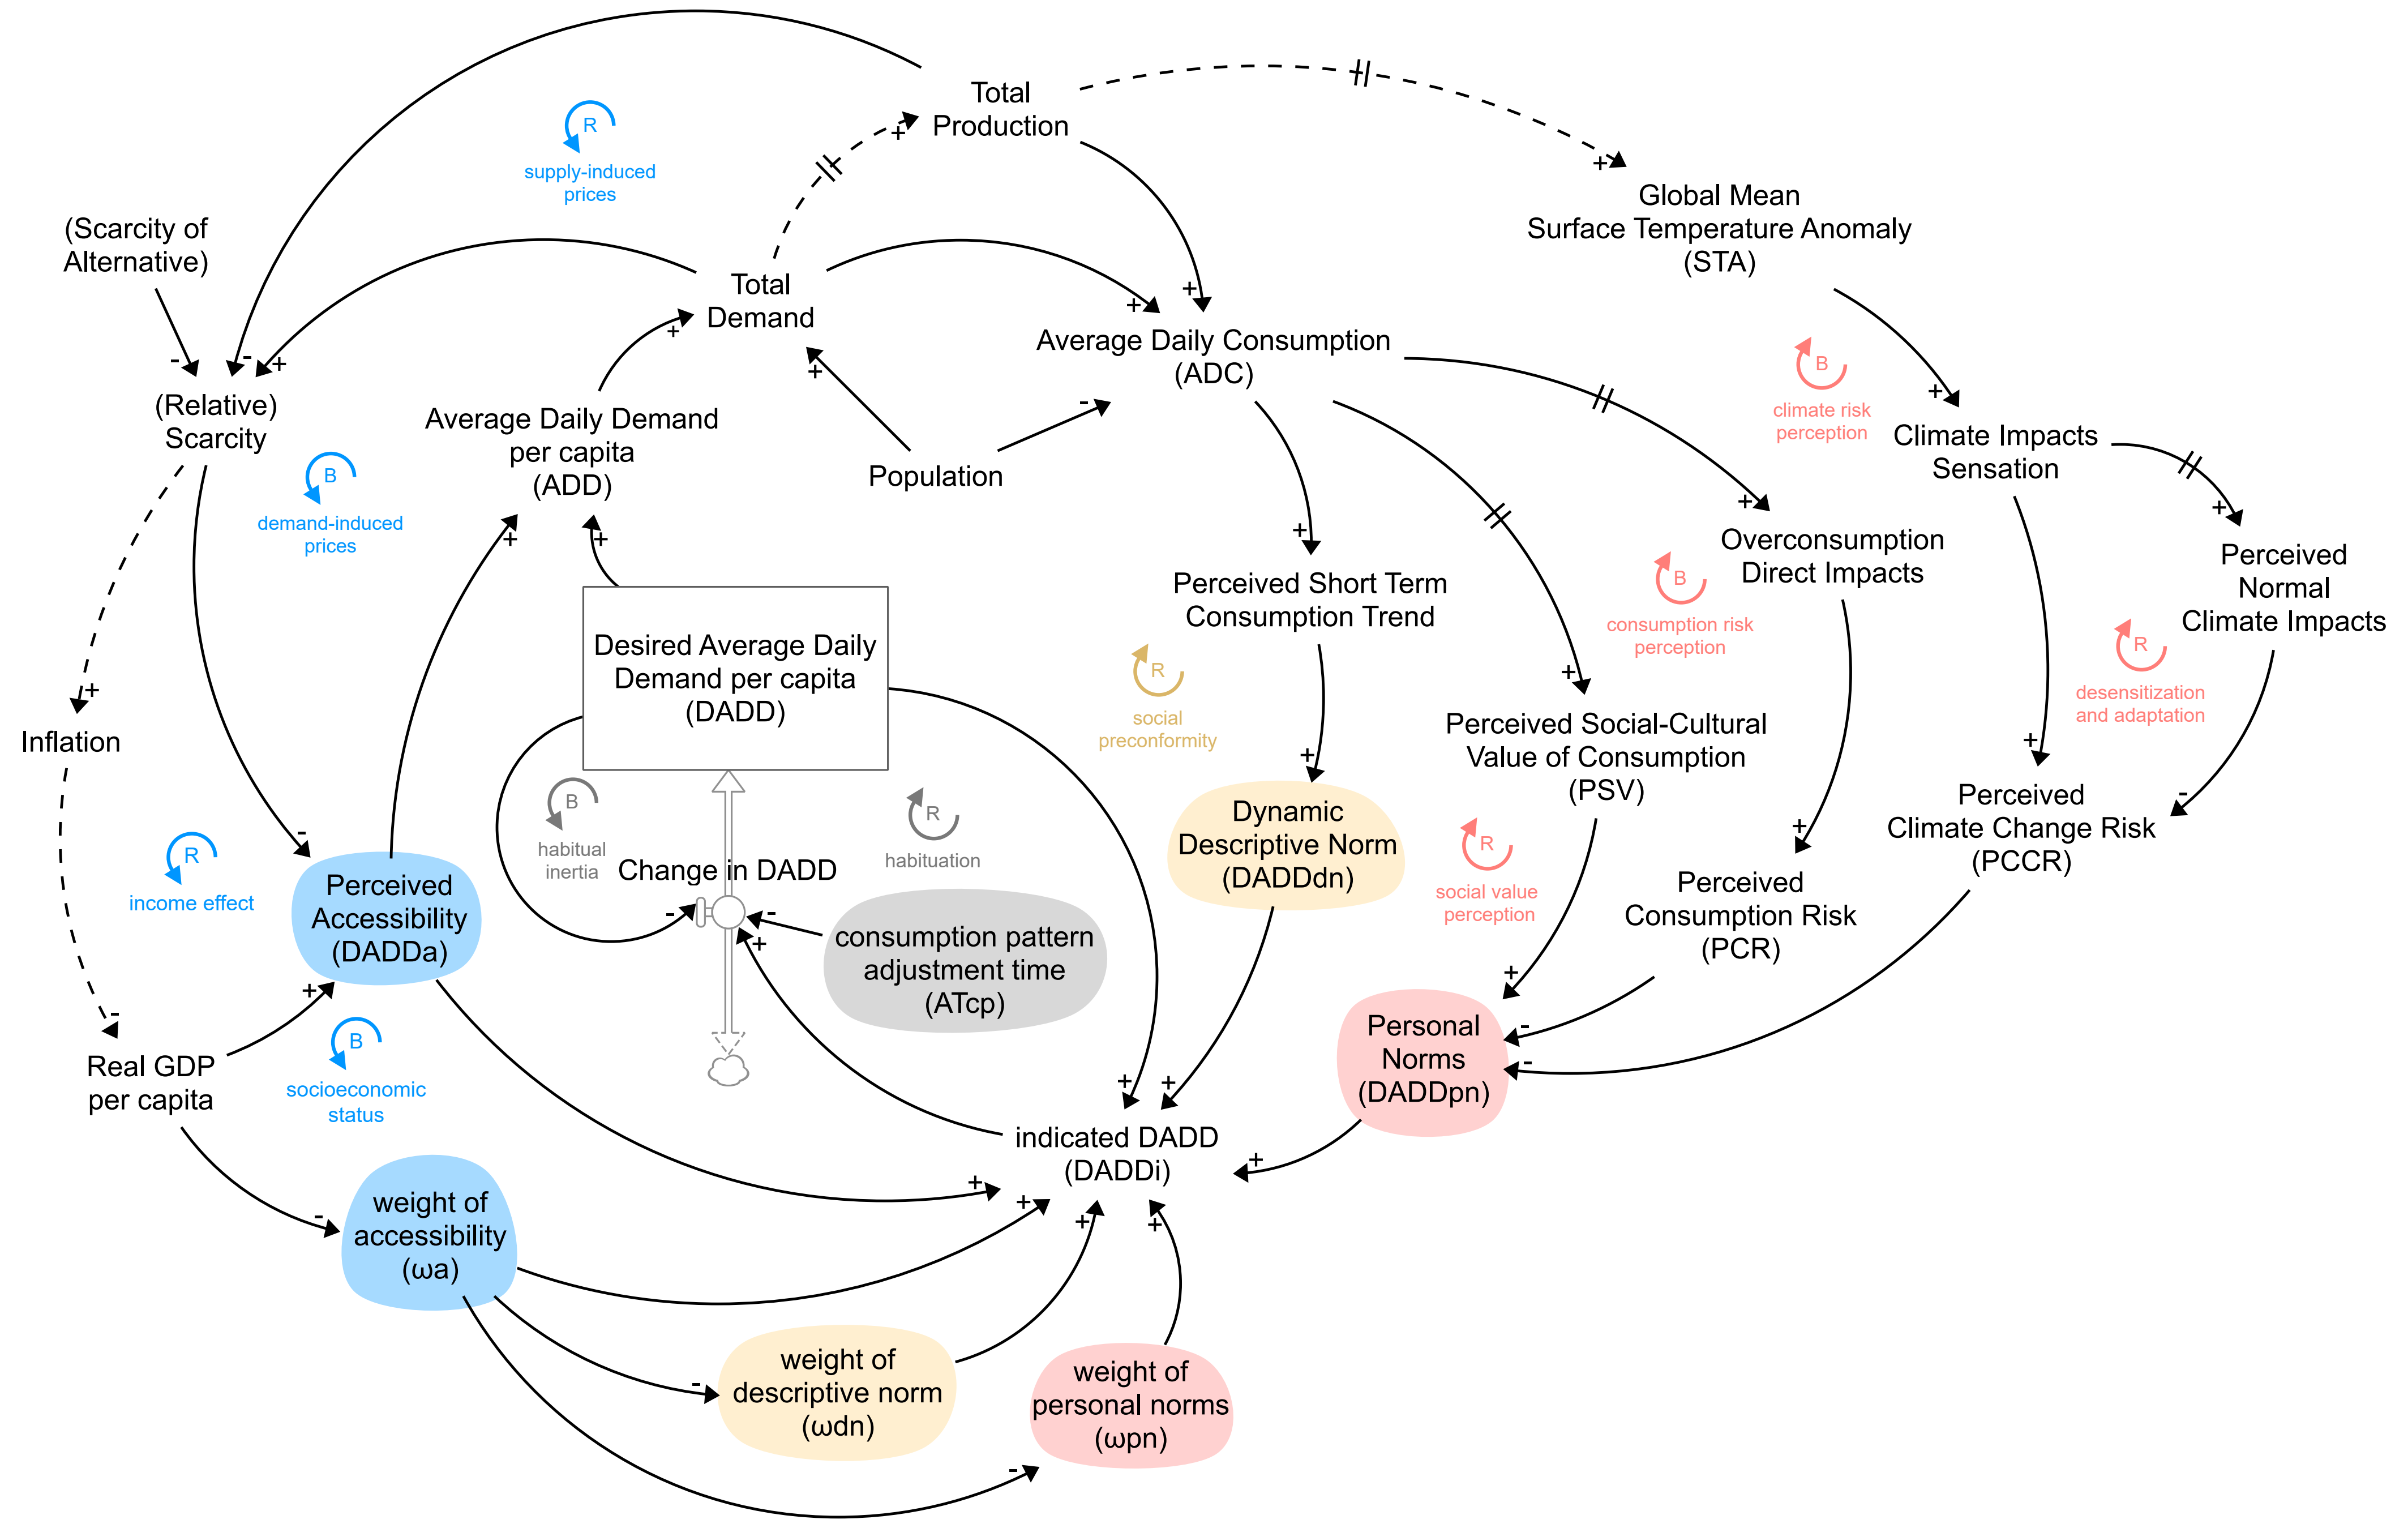 Total
Production
+
+
R
supply-induced
prices
Global Mean
Surface Temperature Anomaly
(STA)
(Scarcity of
Alternative)
Total
Demand
+
+
-
-
+
+
+
-
Average Daily Consumption
(ADC)
B
climate risk
perception
+
(Relative)
Scarcity
Average Daily Demand
per capita
(ADD)
Population
Climate Impacts
Sensation
B
demand-induced
prices
+
+
+
+
+
Overconsumption
Direct Impacts
Perceived
Normal
Climate Impacts
Perceived Short Term
Consumption Trend
B
consumption risk
perception
R
desensitization
and adaptation
Desired Average Daily
Demand per capita
(DADD)
R
social
preconformity
+
+
Inflation
+
Perceived Social-Cultural
Value of Consumption
(PSV)
+
-
B
habitual
inertia
R
habituation
Dynamic
Descriptive Norm
(DADDdn)
+
Perceived
Climate Change Risk
(PCCR)
-
R
income effect
Change in DADD
R
social value
perception
Perceived
Accessibility
(DADDa)
Perceived
Consumption Risk
(PCR)
-
-
+
consumption pattern
adjustment time
(ATcp)
+
+
-
-
-
B
socioeconomic
status
Real GDP
per capita
Personal
Norms
(DADDpn)
+
+
indicated DADD
(DADDi)
+
+
+
+
+
-
weight of
accessibility
(ωa)
-
weight of
descriptive norm
(ωdn)
weight of
personal norms
(ωpn)
-